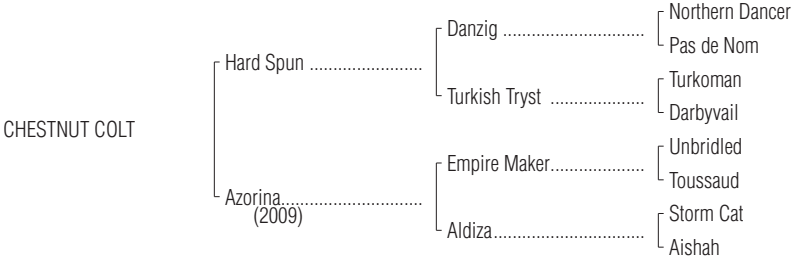 Northern Dancer
Danzig ..............................
Pas de Nom
Hard Spun ........................
Turkoman
Turkish Tryst ....................
Darbyvail
CHESTNUT COLT
Unbridled
Empire Maker....................
Toussaud
Azorina..............................
(2009)
Storm Cat
Aldiza................................
Aishah